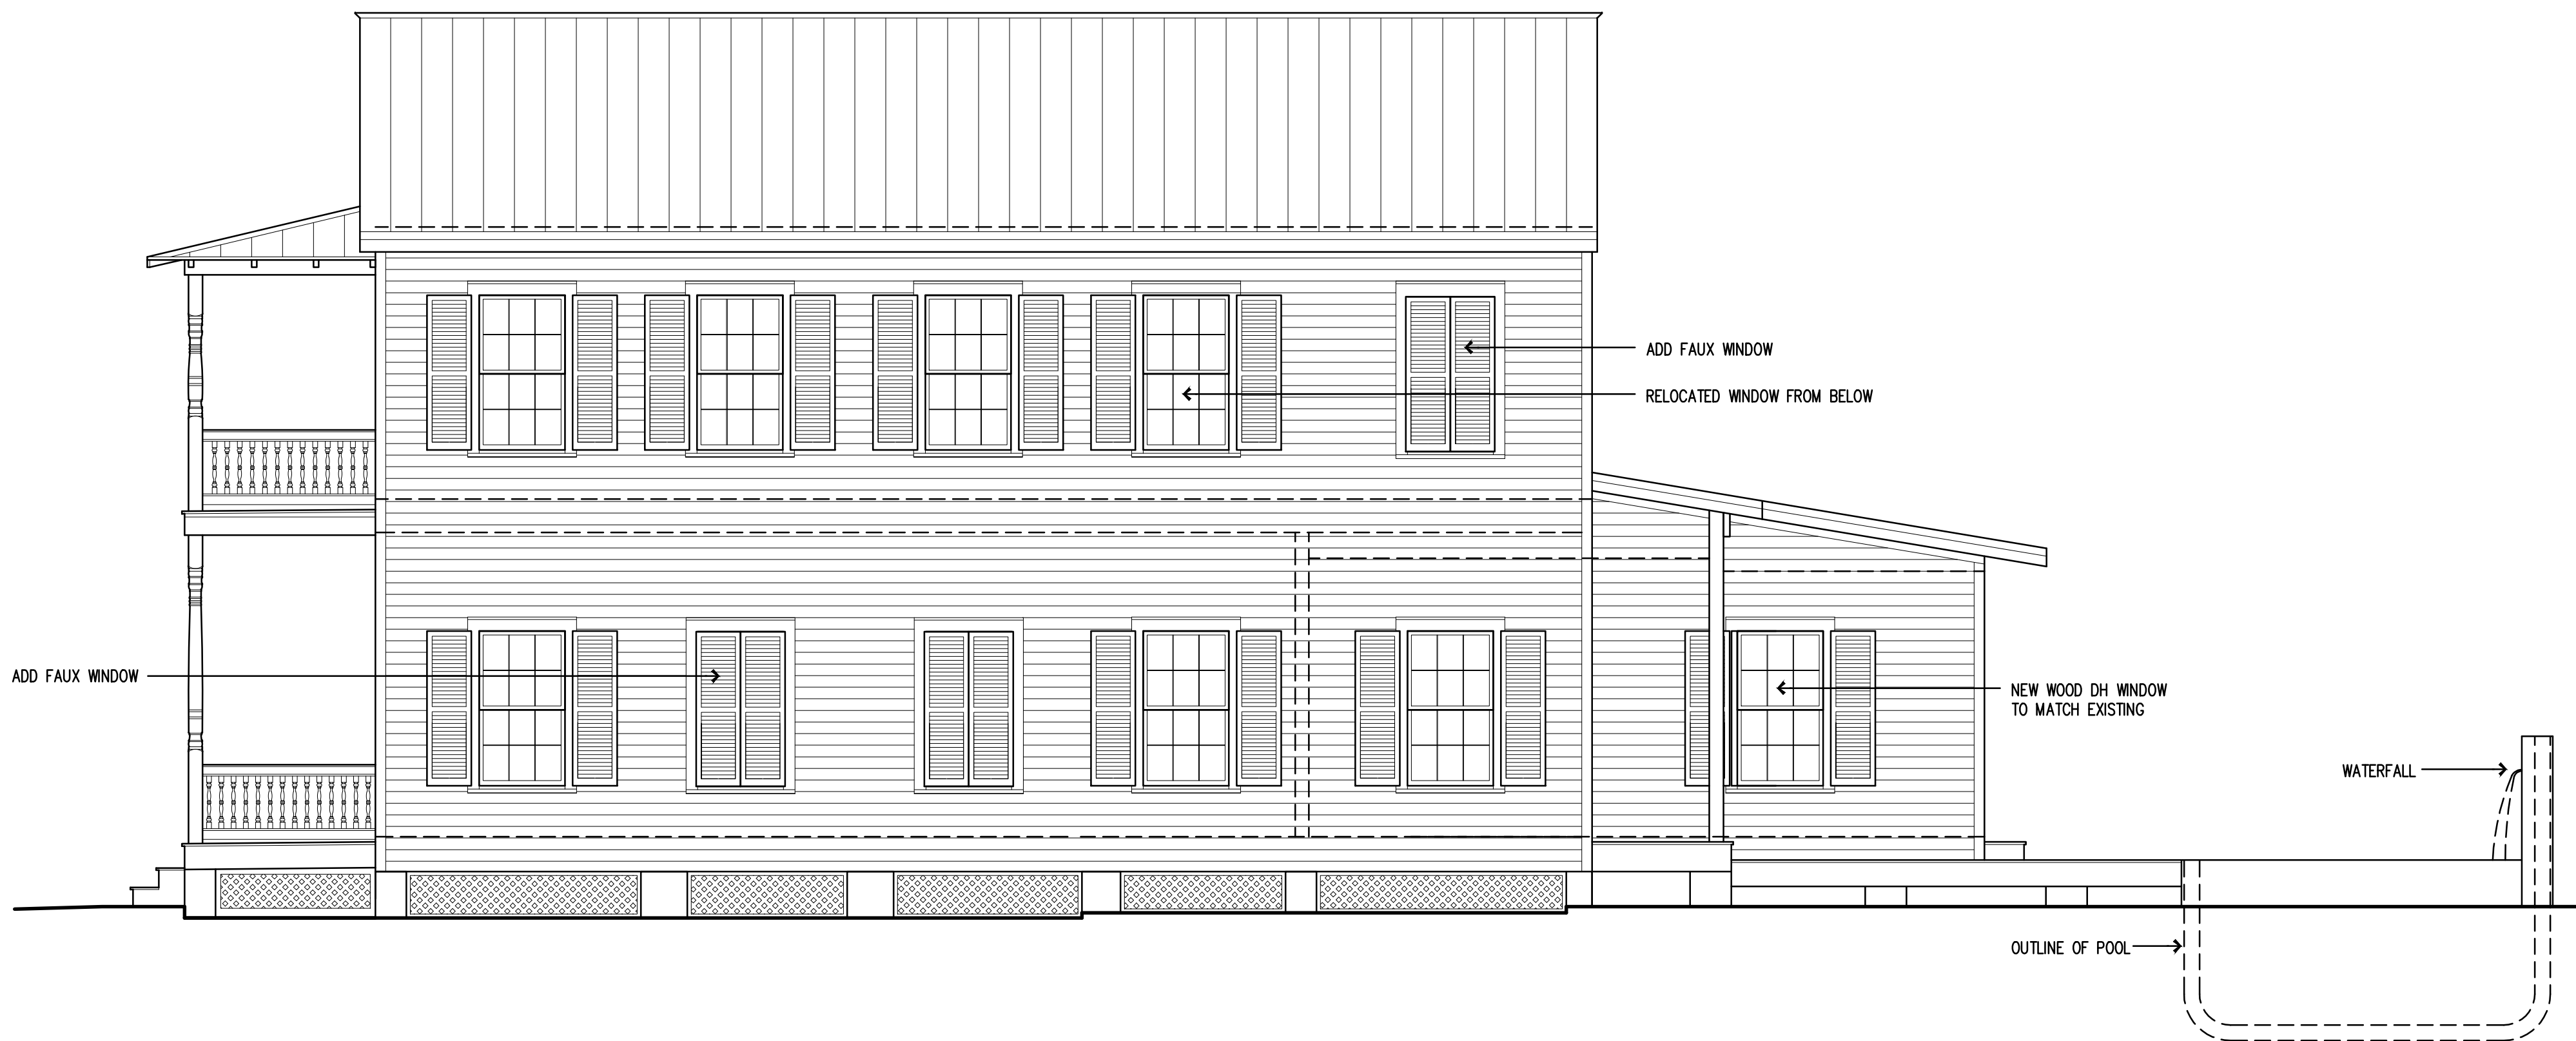 ADD FAUX WINDOW
RELOCATED WINDOW FROM BELOW
ADD FAUX WINDOW
NEW WOOD DH WINDOW
TO MATCH EXISTING
WATERFALL
OUTLINE OF POOL